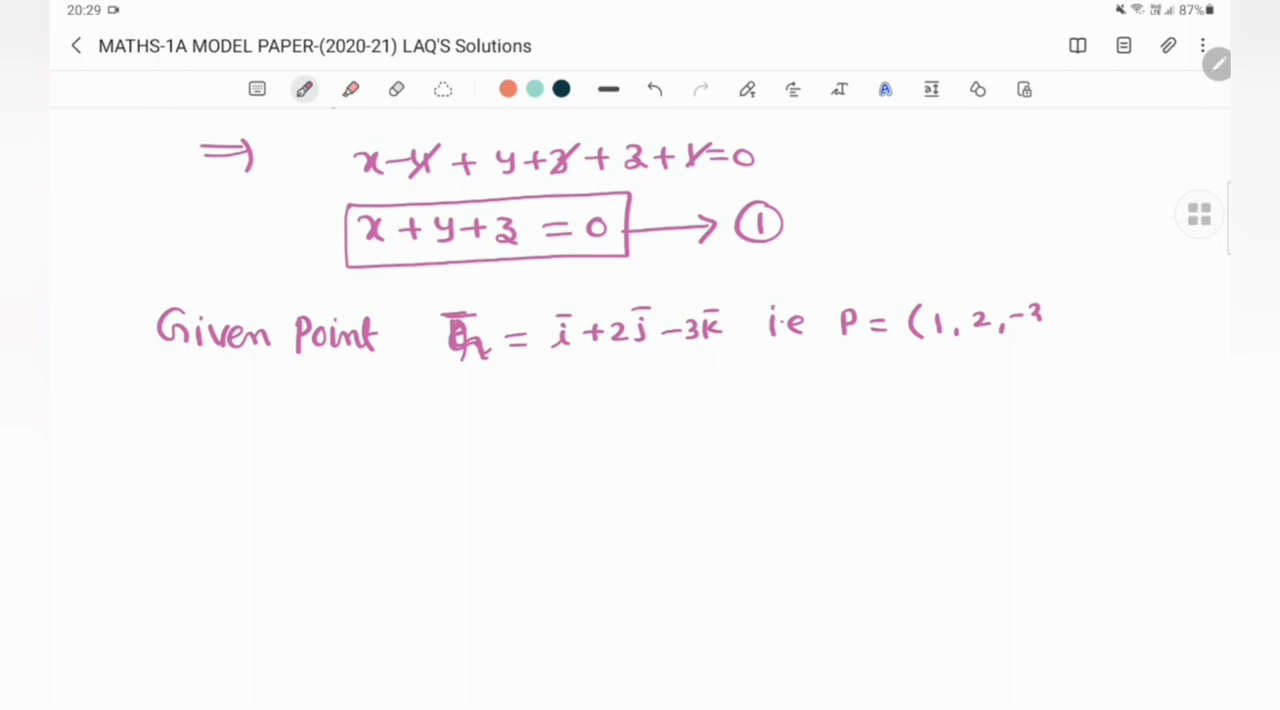 20:29
87%
MATHS-1A MODEL PAPER-(2020-21) LAQ'S Solutions
⇒ x-y+y+z+z+y=0
x+y+z = 0 → ①
Given Point = i̅ + 2j̅ - 3k̅ i.e P = (1, 2, -3